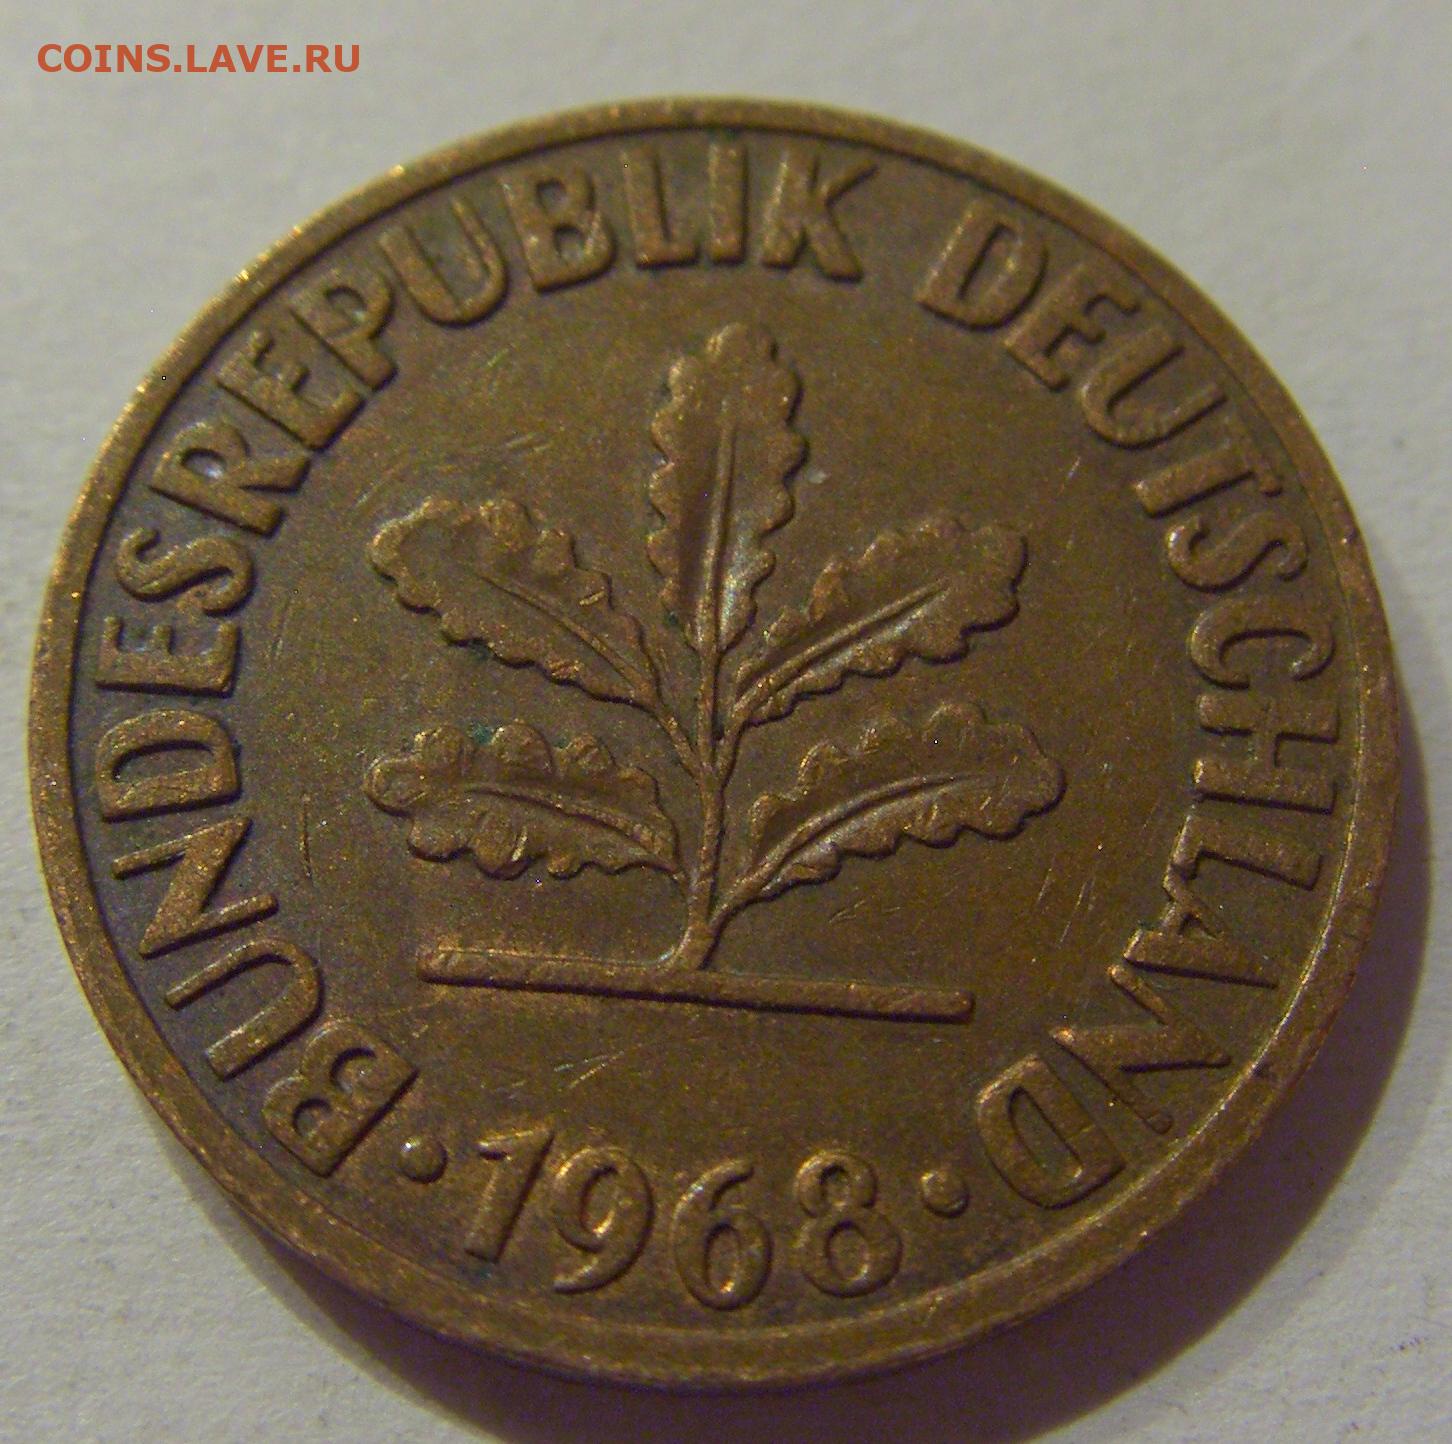 COINS.LAVE.RU
BUNDESREPUBLIK DEUTSCHLAND
· 1968 ·